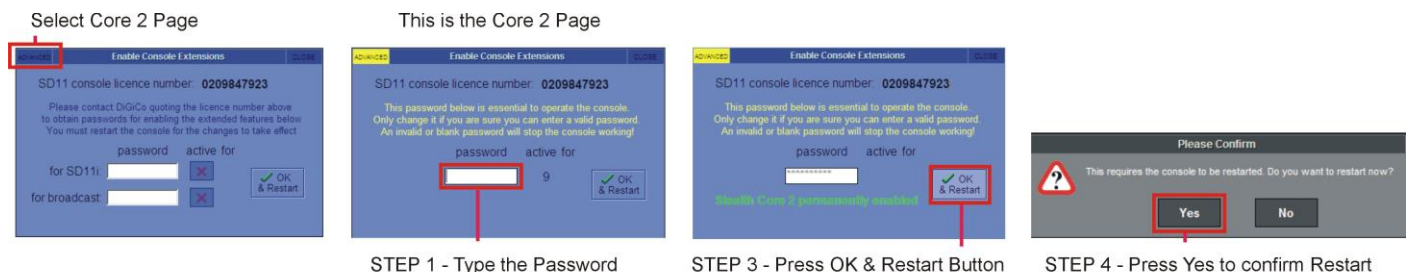 Select Core 2 Page
This is the Core 2 Page
ADVANCED Enable Console Extensions CLOSE
SD11 console licence number: 0209847923
Please contact DiGiCo quoting the licence number above
to obtain passwords for enabling the extended features below
You must restart the console for the changes to take effect
password active for
for SD11i:
for broadcast:
OK
& Restart
ADVANCED Enable Console Extensions CLOSE
SD11 console licence number: 0209847923
This password below is essential to operate the console.
Only change it if you are sure you can enter a valid password.
An invalid or blank password will stop the console working!
password active for
9
OK
& Restart
STEP 1 - Type the Password
ADVANCED Enable Console Extensions CLOSE
SD11 console licence number: 0209847923
This password below is essential to operate the console.
Only change it if you are sure you can enter a valid password.
An invalid or blank password will stop the console working!
password active for
**********
OK
& Restart
Stealth Core 2 permanently enabled
STEP 3 - Press OK & Restart Button
Please Confirm
This requires the console to be restarted. Do you want to restart now?
Yes No
STEP 4 - Press Yes to confirm Restart